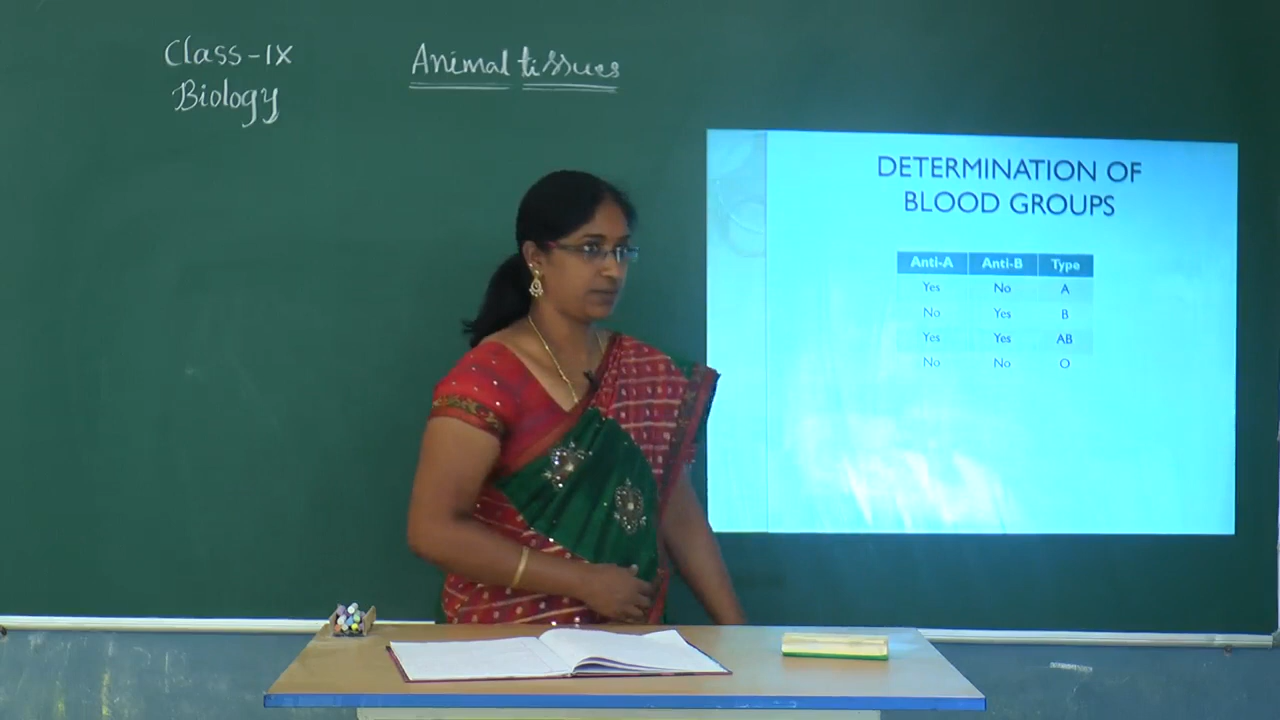 Class-IX
Biology
Animal tissues
DETERMINATION OF
BLOOD GROUPS
Anti-A Anti-B Type
Yes No A
No Yes B
Yes Yes AB
No No O